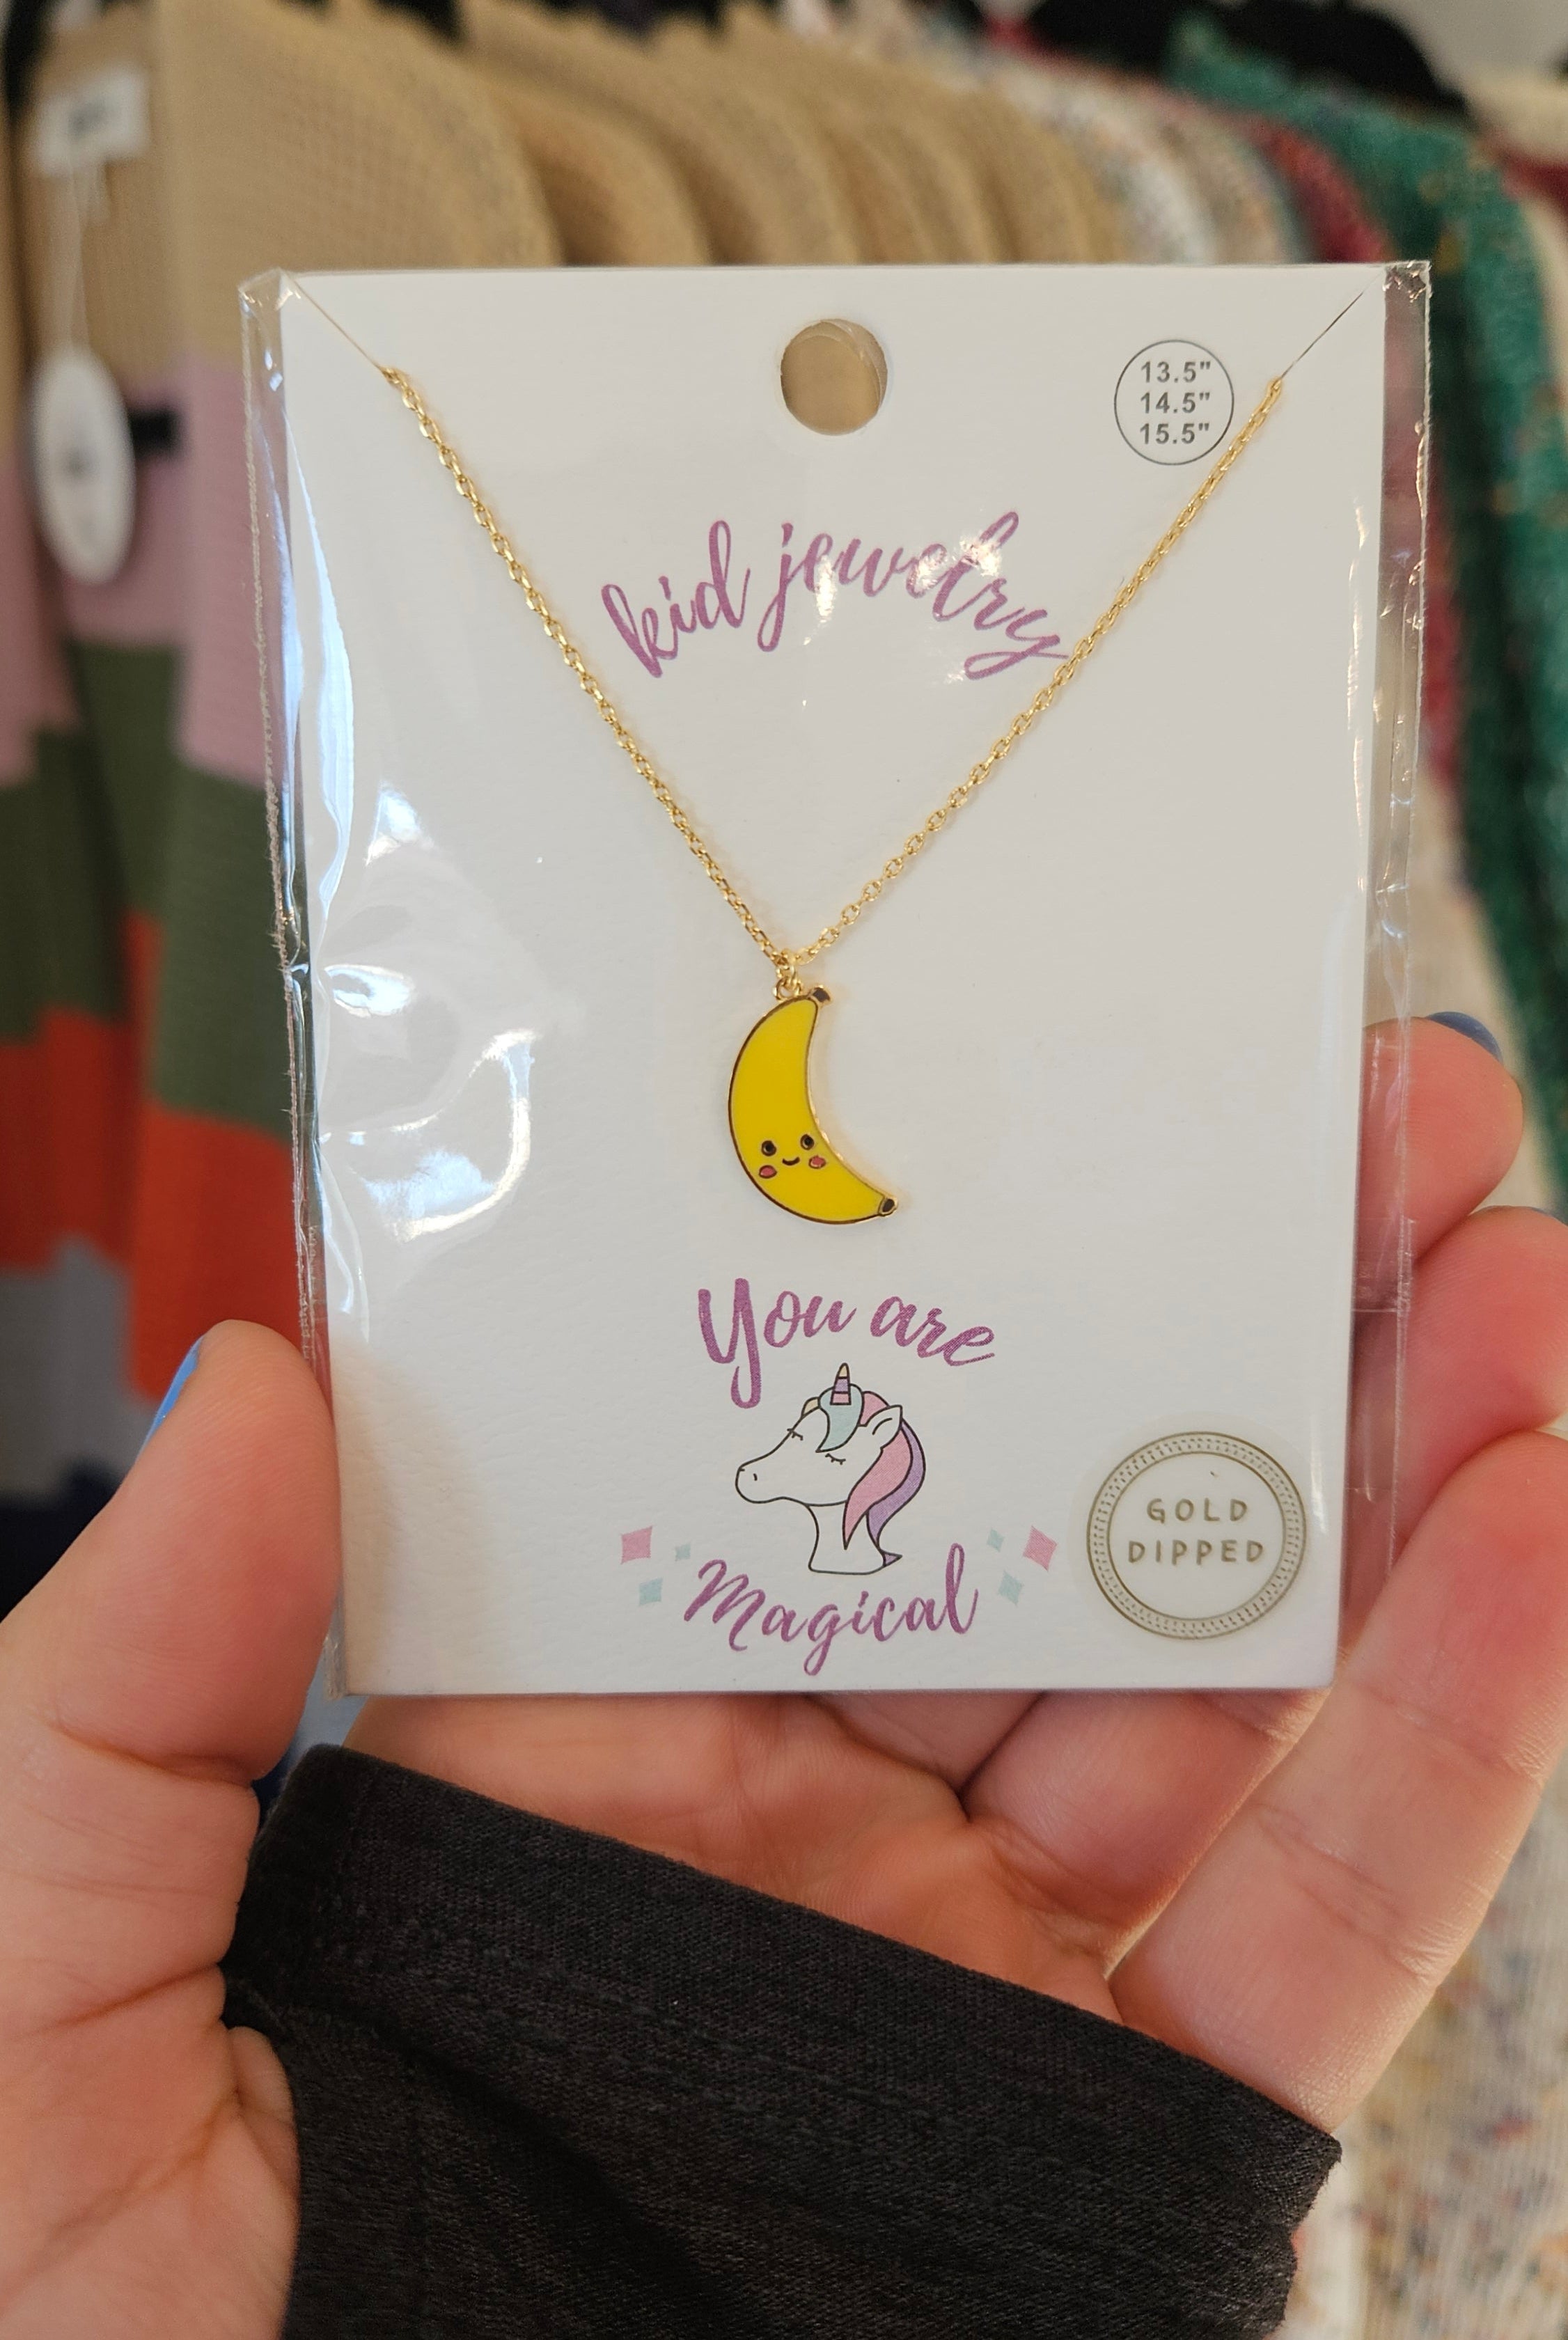 13.5"
14.5"
15.5"
kid jewelry
You are
Magical
GOLD
DIPPED